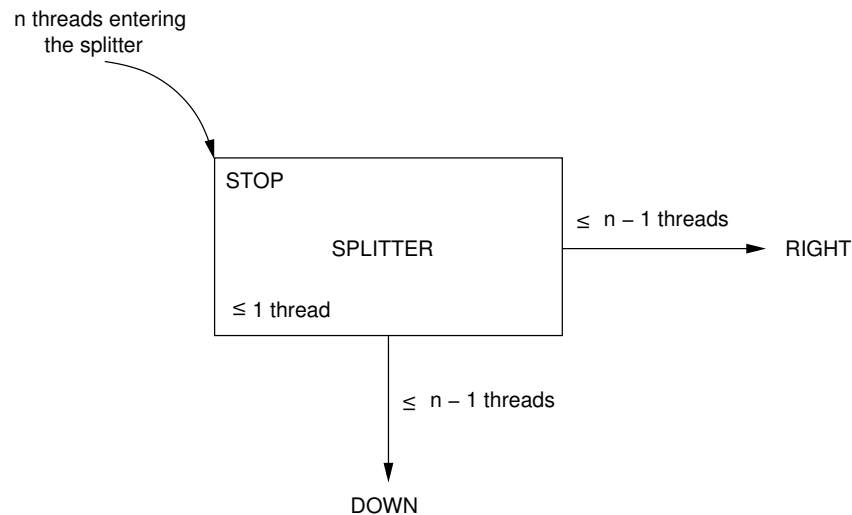 n threads entering
the splitter
STOP
≤ n − 1 threads
SPLITTER
RIGHT
≤ 1 thread
≤ n − 1 threads
DOWN